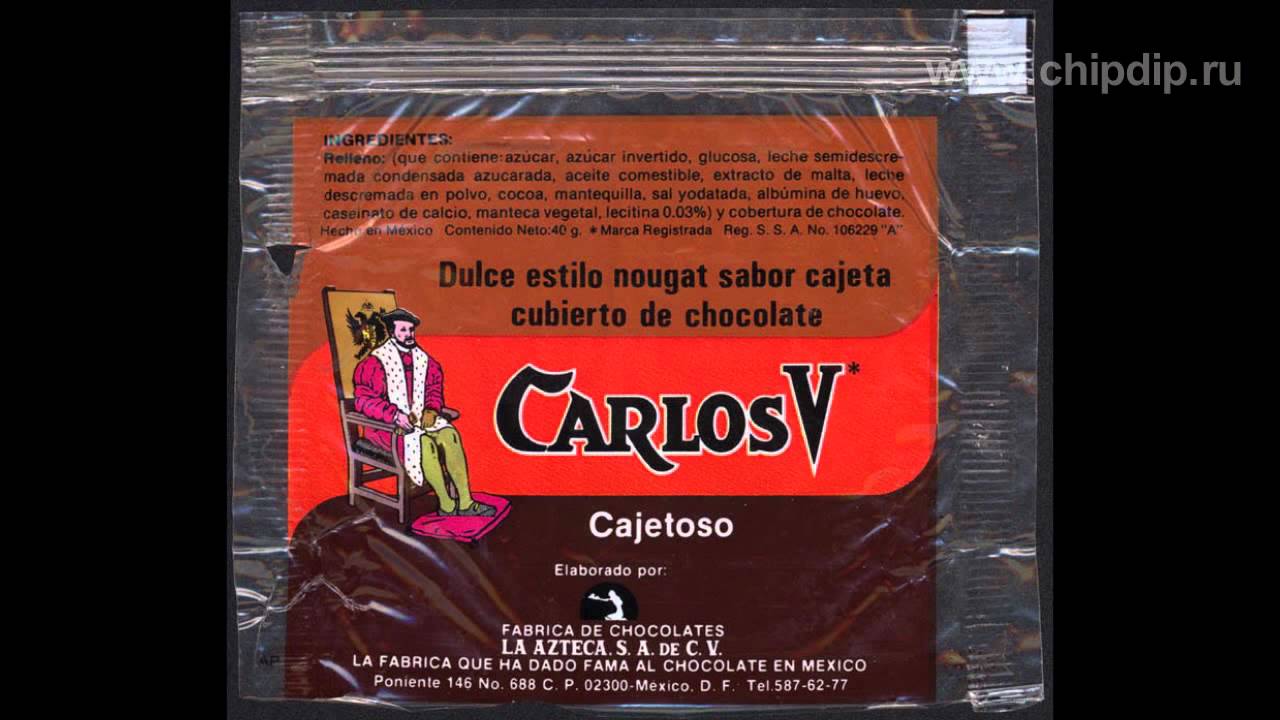 www.chipdip.ru
INGREDIENTES:
Relleno: (que contiene:azúcar, azúcar invertido, glucosa, leche semidescre-
mada condensada azucarada, aceite comestible, extracto de malta, leche
descremada en polvo, cocoa, mantequilla, sal yodatada, albúmina de huevo,
caseinato de calcio, manteca vegetal, lecitina 0.03%) y cobertura de chocolate.
Hecho en México Contenido Neto:40 g. *Marca Registrada Reg. S. S. A. No. 106229 "A"
Dulce estilo nougat sabor cajeta
cubierto de chocolate
CARLOS V*
Cajetoso
Elaborado por:
FABRICA DE CHOCOLATES
LA AZTECA, S. A. DE C. V.
LA FABRICA QUE HA DADO FAMA AL CHOCOLATE EN MEXICO
Poniente 146 No. 688 C. P. 02300-Mexico, D. F. Tel.587-62-77
AP